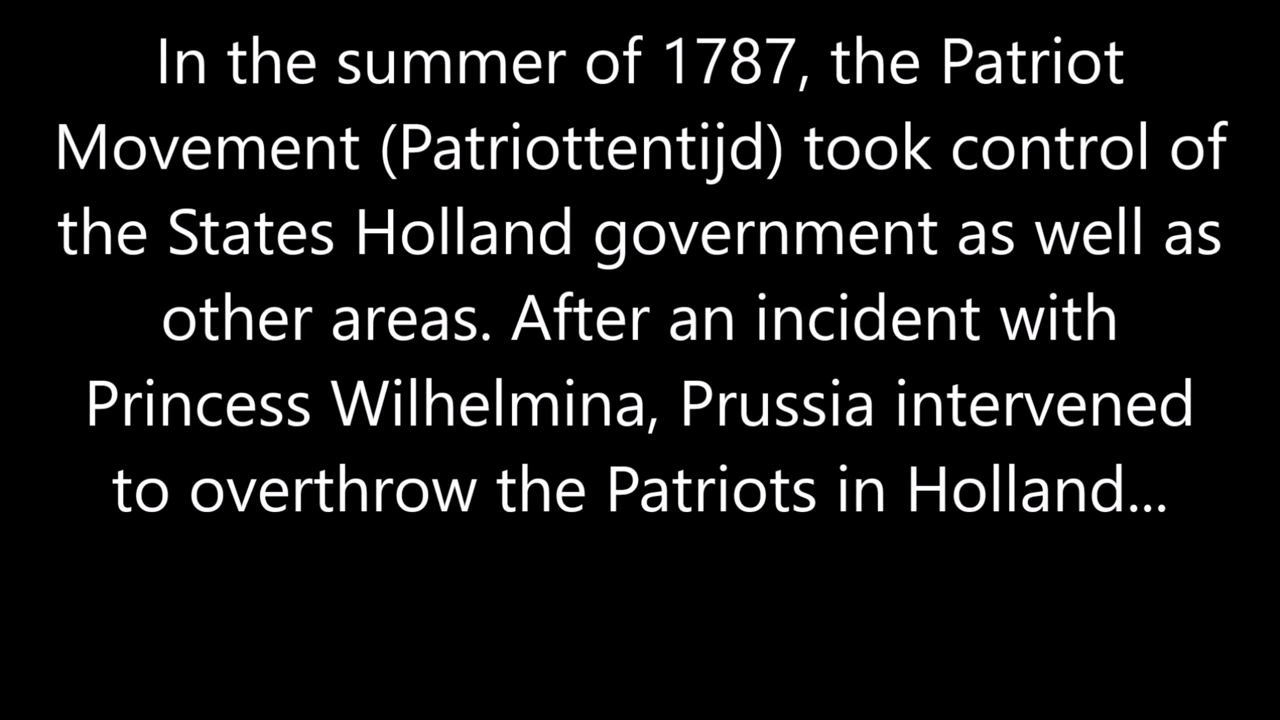 In the summer of 1787, the Patriot
Movement (Patriottentijd) took control of
the States Holland government as well as
other areas. After an incident with
Princess Wilhelmina, Prussia intervened
to overthrow the Patriots in Holland...